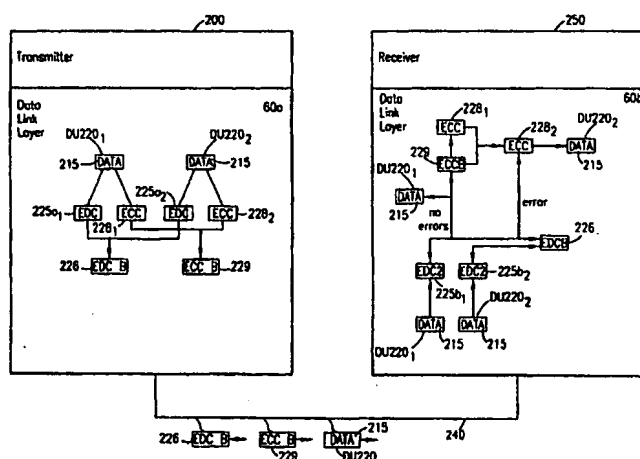 200
Transmitter
Data
Link
Layer
60a
DU220₁
DU220₂
215
DATA
DATA
215
225a₁
225a₂
EDC
ECC
EDC
ECC
228₁
228₂
226
EDC B
ECC B
229
250
Receiver
Data
Link
Layer
228₁
ECC
228₂
ECC
DU220₂
DATA
215
229
DU220₁
DATA
215
no
errors
error
226
EDCB
EDC2
EDC2
225b₁
225b₂
DU220₂
DATA
DATA
215
215
DU220₁
240
226
EDC B
ECC B
229
215
DATA
DU220